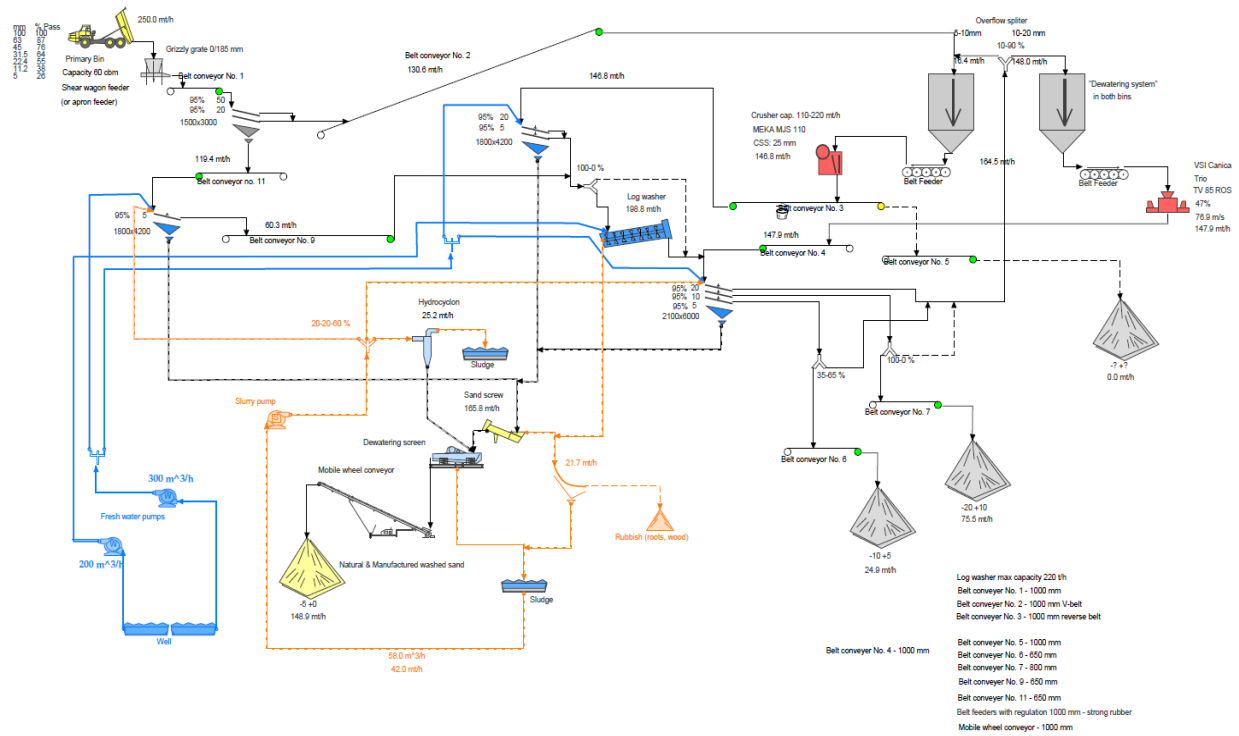 mm % Pass
100 100
63 87
45 76
31.5 64
22.4 55
11.2 38
5 26
250.0 mt/h
Grizzly grate 0/185 mm
Primary Bin
Capacity 60 cbm
Shear wagon feeder
(or apron feeder)
Belt conveyor No. 1
95% 50
95% 20
1500x3000
Belt conveyor No. 2
130.6 mt/h
119.4 mt/h
Belt conveyor no. 11
95% 5
1800x4200
60.3 mt/h
Belt conveyor No. 9
146.8 mt/h
95% 20
95% 5
1800x4200
100-0 %
Log washer
198.8 mt/h
Overflow spliter
5-10mm 10-20 mm
10-90 %
16.4 mt/h 148.0 mt/h
"Dewatering system"
in both bins
Crusher cap. 110-220 mt/h
MEKA MJS 110
CSS: 25 mm
146.8 mt/h
164.5 mt/h
Belt Feeder
Belt Feeder
VSI Canica
Trio
TV 85 ROS
47%
76.9 m/s
147.9 mt/h
Belt conveyor No. 3
147.9 mt/h
Belt conveyor No. 4
Belt conveyor No. 5
95% 20
95% 10
95% 5
2100x6000
-? +?
0.0 mt/h
Hydrocyclon
25.2 mt/h
20-20-60 %
Sludge
35-65 %
100-0 %
Slurry pump
Sand screw
165.8 mt/h
Belt conveyor No. 7
Dewatering screen
Mobile wheel conveyor
21.7 mt/h
Belt conveyor No. 6
300 m^3/h
Fresh water pumps
200 m^3/h
Rubbish (roots, wood)
-20 +10
75.5 mt/h
-10 +5
24.9 mt/h
Natural & Manufactured washed sand
-5 +0
148.9 mt/h
Sludge
Well
58.0 m^3/h
42.0 mt/h
Log washer max capacity 220 t/h
Belt conveyer No. 1 - 1000 mm
Belt conveyer No. 2 - 1000 mm V-belt
Belt conveyer No. 3 - 1000 mm reverse belt
Belt conveyer No. 4 - 1000 mm
Belt conveyer No. 5 - 1000 mm
Belt conveyer No. 6 - 650 mm
Belt conveyer No. 7 - 800 mm
Belt conveyer No. 9 - 650 mm
Belt conveyer No. 11 - 650 mm
Belt feeders with regulation 1000 mm - strong rubber
Mobile wheel conveyor - 1000 mm